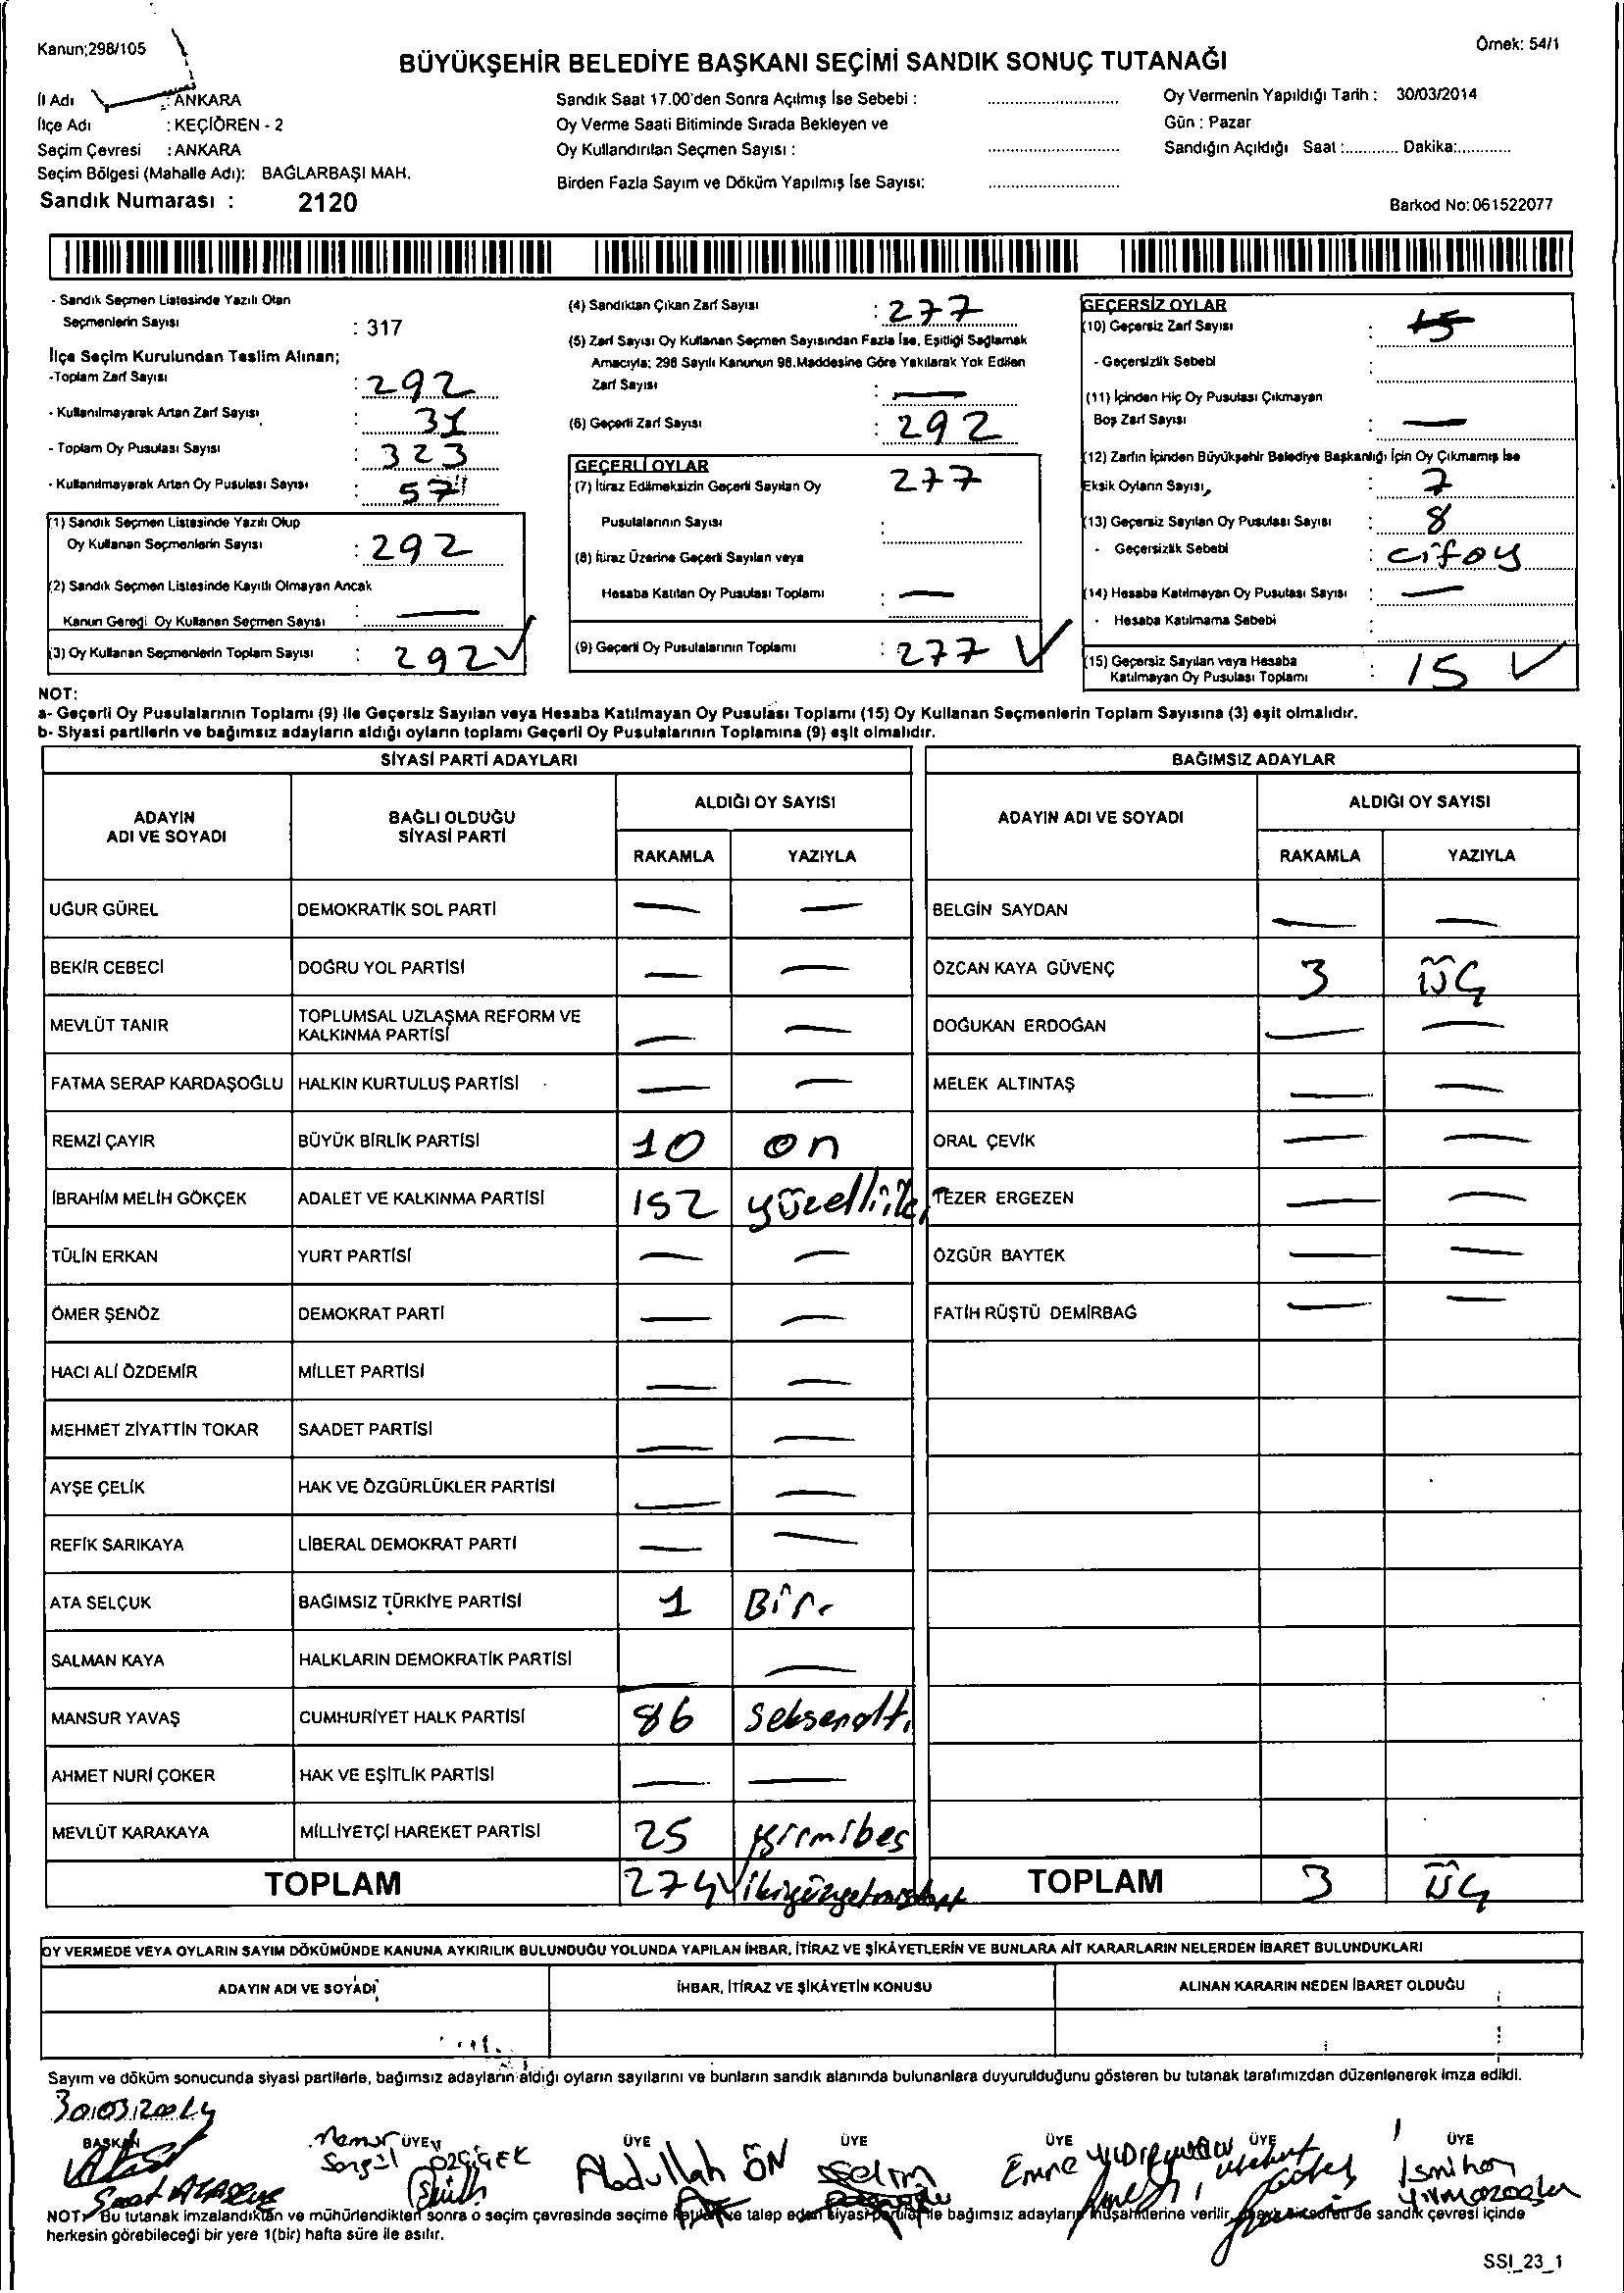 Kanun;298/105
Örnek: 54/1
BÜYÜKŞEHİR BELEDİYE BAŞKANI SEÇİMİ SANDIK SONUÇ TUTANAĞI
İl Adı : ANKARA
İlçe Adı : KEÇİÖREN - 2
Seçim Çevresi : ANKARA
Seçim Bölgesi (Mahalle Adı): BAĞLARBAŞI MAH.
Sandık Numarası : 2120
Sandık Saat 17.00'den Sonra Açılmış İse Sebebi :
Oy Verme Saati Bitiminde Sırada Bekleyen ve
Oy Kullandırılan Seçmen Sayısı :
Birden Fazla Sayım ve Döküm Yapılmış İse Sayısı:
Oy Vermenin Yapıldığı Tarih : 30/03/2014
Gün : Pazar
Sandığın Açıldığı Saat :............ Dakika:............
Barkod No: 061522077
- Sandık Seçmen Listesinde Yazılı Olan
Seçmenlerin Sayısı : 317
İlçe Seçim Kurulundan Teslim Alınan;
-Toplam Zarf Sayısı : 292
- Kullanılmayarak Artan Zarf Sayısı : 31
- Toplam Oy Pusulası Sayısı : 323
- Kullanılmayarak Artan Oy Pusulası Sayısı : 57
(1) Sandık Seçmen Listesinde Yazılı Olup
Oy Kullanan Seçmenlerin Sayısı : 292
(2) Sandık Seçmen Listesinde Kayıtlı Olmayan Ancak
Kanun Gereği Oy Kullanan Seçmen Sayısı : —
(3) Oy Kullanan Seçmenlerin Toplam Sayısı : 292 ✓
(4) Sandıktan Çıkan Zarf Sayısı : 277
(5) Zarf Sayısı Oy Kullanan Seçmen Sayısından Fazla İse, Eşitliği Sağlamak
Amacıyla; 298 Sayılı Kanunun 98.Maddesine Göre Yakılarak Yok Edilen
Zarf Sayısı : —
(6) Geçerli Zarf Sayısı : 292
GEÇERLİ OYLAR
(7) İtiraz Edilmeksizin Geçerli Sayılan Oy 277
Pusulalarının Sayısı :
(8) İtiraz Üzerine Geçerli Sayılan veya
Hesaba Katılan Oy Pusulası Toplamı : —
(9) Geçerli Oy Pusulalarının Toplamı : 277 ✓
GEÇERSİZ OYLAR
(10) Geçersiz Zarf Sayısı : 15
- Geçersizlik Sebebi :
(11) İçinden Hiç Oy Pusulası Çıkmayan
Boş Zarf Sayısı : —
(12) Zarfın İçinden Büyükşehir Belediye Başkanlığı İçin Oy Çıkmamış İse
Eksik Oyların Sayısı : 7
(13) Geçersiz Sayılan Oy Pusulası Sayısı : 8
- Geçersizlik Sebebi : cifoy
(14) Hesaba Katılmayan Oy Pusulası Sayısı : —
- Hesaba Katılmama Sebebi :
(15) Geçersiz Sayılan veya Hesaba
Katılmayan Oy Pusulası Toplamı : 15 ✓
NOT:
a- Geçerli Oy Pusulalarının Toplamı (9) ile Geçersiz Sayılan veya Hesaba Katılmayan Oy Pusulası Toplamı (15) Oy Kullanan Seçmenlerin Toplam Sayısına (3) eşit olmalıdır.
b- Siyasi partilerin ve bağımsız adayların aldığı oyların toplamı Geçerli Oy Pusulalarının Toplamına (9) eşit olmalıdır.
SİYASİ PARTİ ADAYLARI
ADAYIN ADI VE SOYADI | BAĞLI OLDUĞU SİYASİ PARTİ | ALDIĞI OY SAYISI
RAKAMLA | YAZIYLA
UĞUR GÜREL | DEMOKRATİK SOL PARTİ | — | —
BEKİR CEBECİ | DOĞRU YOL PARTİSİ | — | —
MEVLÜT TANIR | TOPLUMSAL UZLAŞMA REFORM VE KALKINMA PARTİSİ | — | —
FATMA SERAP KARDAŞOĞLU | HALKIN KURTULUŞ PARTİSİ | — | —
REMZİ ÇAYIR | BÜYÜK BİRLİK PARTİSİ | 10 | on
İBRAHİM MELİH GÖKÇEK | ADALET VE KALKINMA PARTİSİ | 152 | yüzelliiki
TÜLİN ERKAN | YURT PARTİSİ | — | —
ÖMER ŞENÖZ | DEMOKRAT PARTİ | — | —
HACI ALİ ÖZDEMİR | MİLLET PARTİSİ | — | —
MEHMET ZİYATTİN TOKAR | SAADET PARTİSİ | — | —
AYŞE ÇELİK | HAK VE ÖZGÜRLÜKLER PARTİSİ | — | —
REFİK SARIKAYA | LİBERAL DEMOKRAT PARTİ | — | —
ATA SELÇUK | BAĞIMSIZ TÜRKİYE PARTİSİ | 1 | Bir
SALMAN KAYA | HALKLARIN DEMOKRATİK PARTİSİ | — | —
MANSUR YAVAŞ | CUMHURİYET HALK PARTİSİ | 86 | Seksenaltı
AHMET NURİ ÇOKER | HAK VE EŞİTLİK PARTİSİ | — | —
MEVLÜT KARAKAYA | MİLLİYETÇİ HAREKET PARTİSİ | 25 | yirmibeş
TOPLAM 274 ✓
BAĞIMSIZ ADAYLAR
ADAYIN ADI VE SOYADI | ALDIĞI OY SAYISI
RAKAMLA | YAZIYLA
BELGİN SAYDAN | — | —
ÖZCAN KAYA GÜVENÇ | 3 | ÜÇ
DOĞUKAN ERDOĞAN | — | —
MELEK ALTINTAŞ | — | —
ORAL ÇEVİK | — | —
TEZER ERGEZEN | — | —
ÖZGÜR BAYTEK | — | —
FATİH RÜŞTÜ DEMİRBAĞ | — | —
TOPLAM 3 ÜÇ
OY VERMEDE VEYA OYLARIN SAYIM DÖKÜMÜNDE KANUNA AYKIRILIK BULUNDUĞU YOLUNDA YAPILAN İHBAR, İTİRAZ VE ŞİKÂYETLERİN VE BUNLARA AİT KARARLARIN NELERDEN İBARET BULUNDUKLARI
ADAYIN ADI VE SOYADI | İHBAR, İTİRAZ VE ŞİKÂYETİN KONUSU | ALINAN KARARIN NEDEN İBARET OLDUĞU
Sayım ve döküm sonucunda siyasi partilerle, bağımsız adayların aldığı oyların sayılarını ve bunların sandık alanında bulunanlara duyurulduğunu gösteren bu tutanak tarafımızdan düzenlenerek imza edildi.
30/03/2014
BAŞKAN ÜYE ÜYE ÜYE ÜYE ÜYE ÜYE
Songül ÖZÇİÇEK
Abdullah ÖN
Selim
Emre
İsmihan
NOT: Bu tutanak imzalandıktan ve mühürlendikten sonra o seçim çevresinde seçime katılan ve talep eden siyasi partiler ile bağımsız adayların müşahitlerine verilir, de sandık çevresi içinde
herkesin görebileceği bir yere 1(bir) hafta süre ile asılır.
SSI_23_1